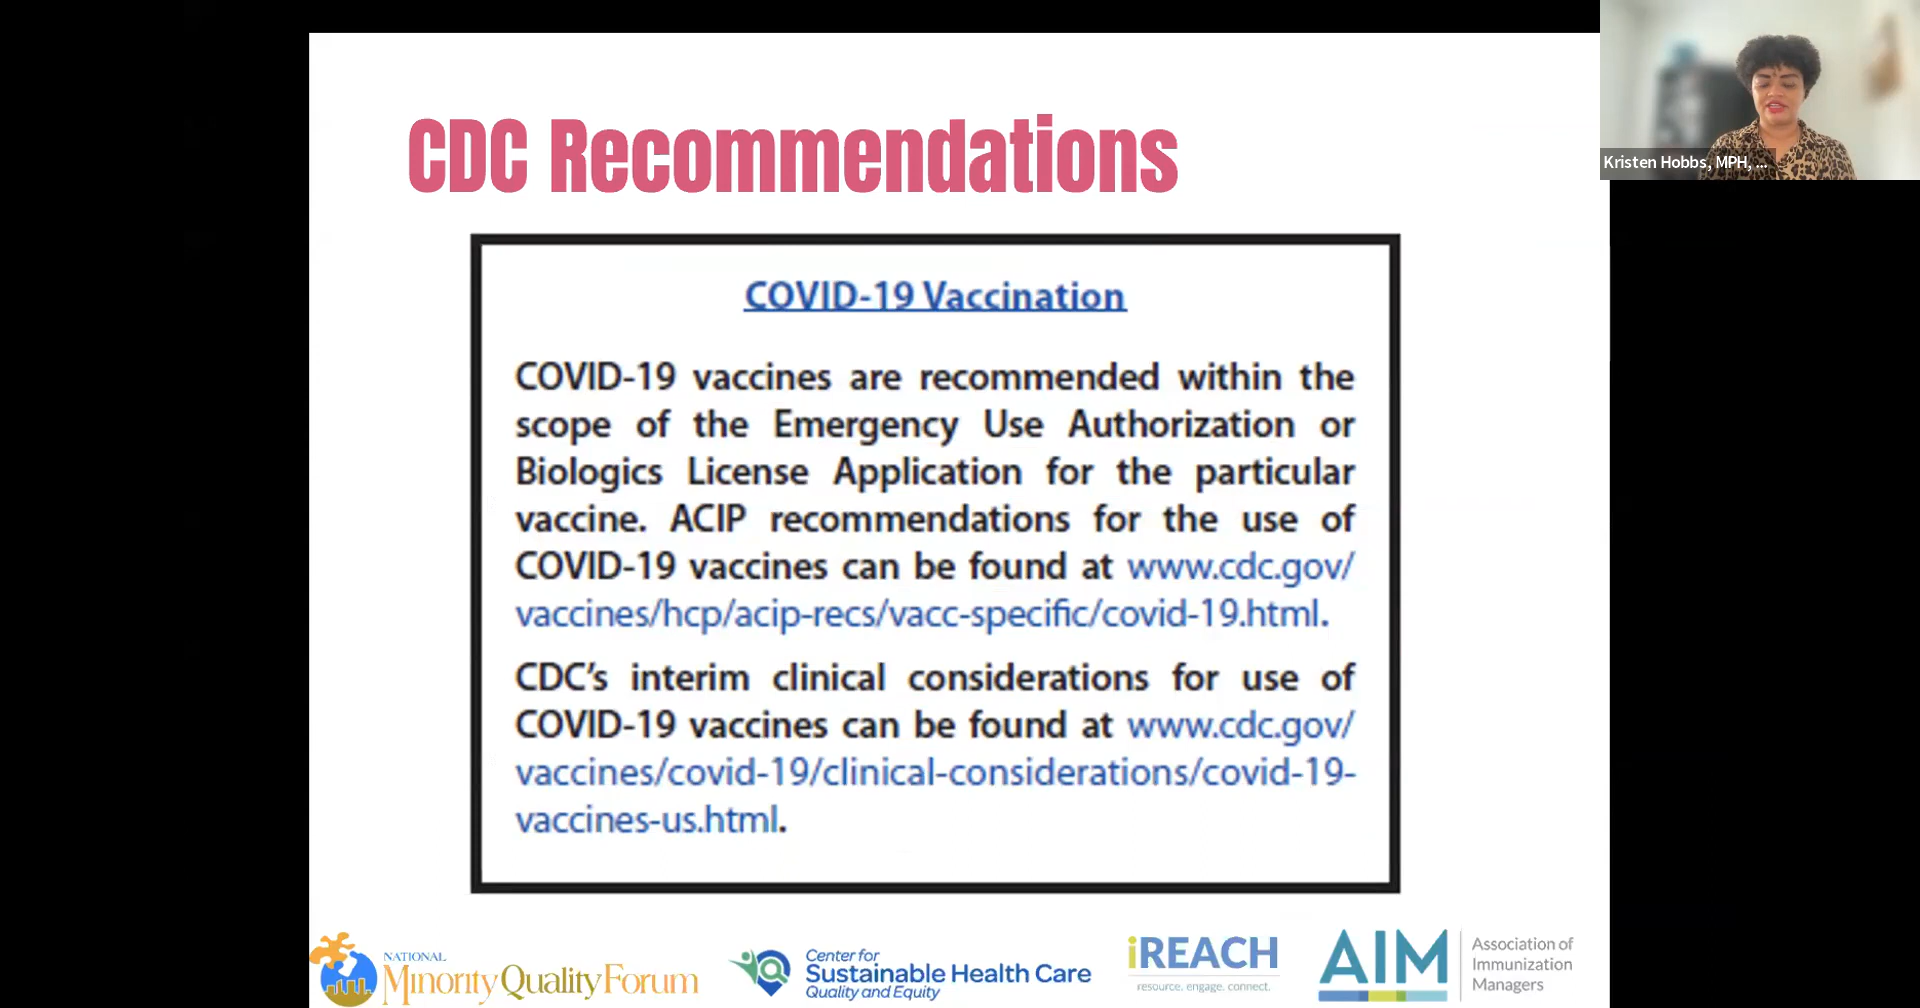 CDC Recommendations
Kristen Hobbs, MPH, ...
COVID-19 Vaccination
COVID-19 vaccines are recommended within the
scope of the Emergency Use Authorization or
Biologics License Application for the particular
vaccine. ACIP recommendations for the use of
COVID-19 vaccines can be found at www.cdc.gov/
vaccines/hcp/acip-recs/vacc-specific/covid-19.html.
CDC’s interim clinical considerations for use of
COVID-19 vaccines can be found at www.cdc.gov/
vaccines/covid-19/clinical-considerations/covid-19-
vaccines-us.html.
NATIONAL
Minority Quality Forum
Center for
Sustainable Health Care
Quality and Equity
iREACH
resource. engage. connect.
AIM
Association of
Immunization
Managers